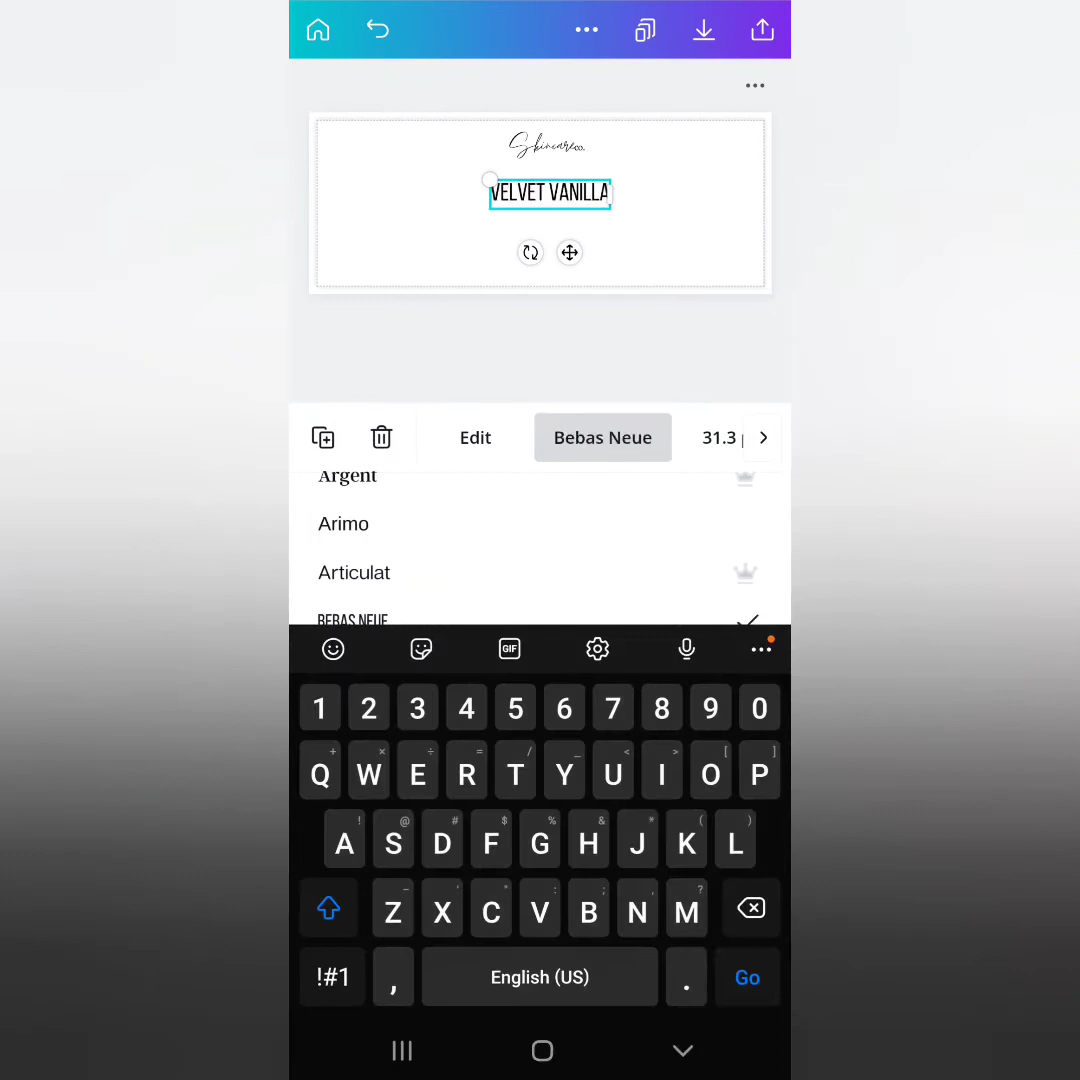 Skincare co.
VELVET VANILLA
Edit
Bebas Neue
31.3
Argent
Arimo
Articulat
BEBAS NEUE
GIF
1 2 3 4 5 6 7 8 9 0
+ × ÷ = / _ < > [ ]
Q W E R T Y U I O P
! @ # $ % & * ( )
A S D F G H J K L
- ' " : ; , ?
Z X C V B N M
!#1 , English (US) . Go